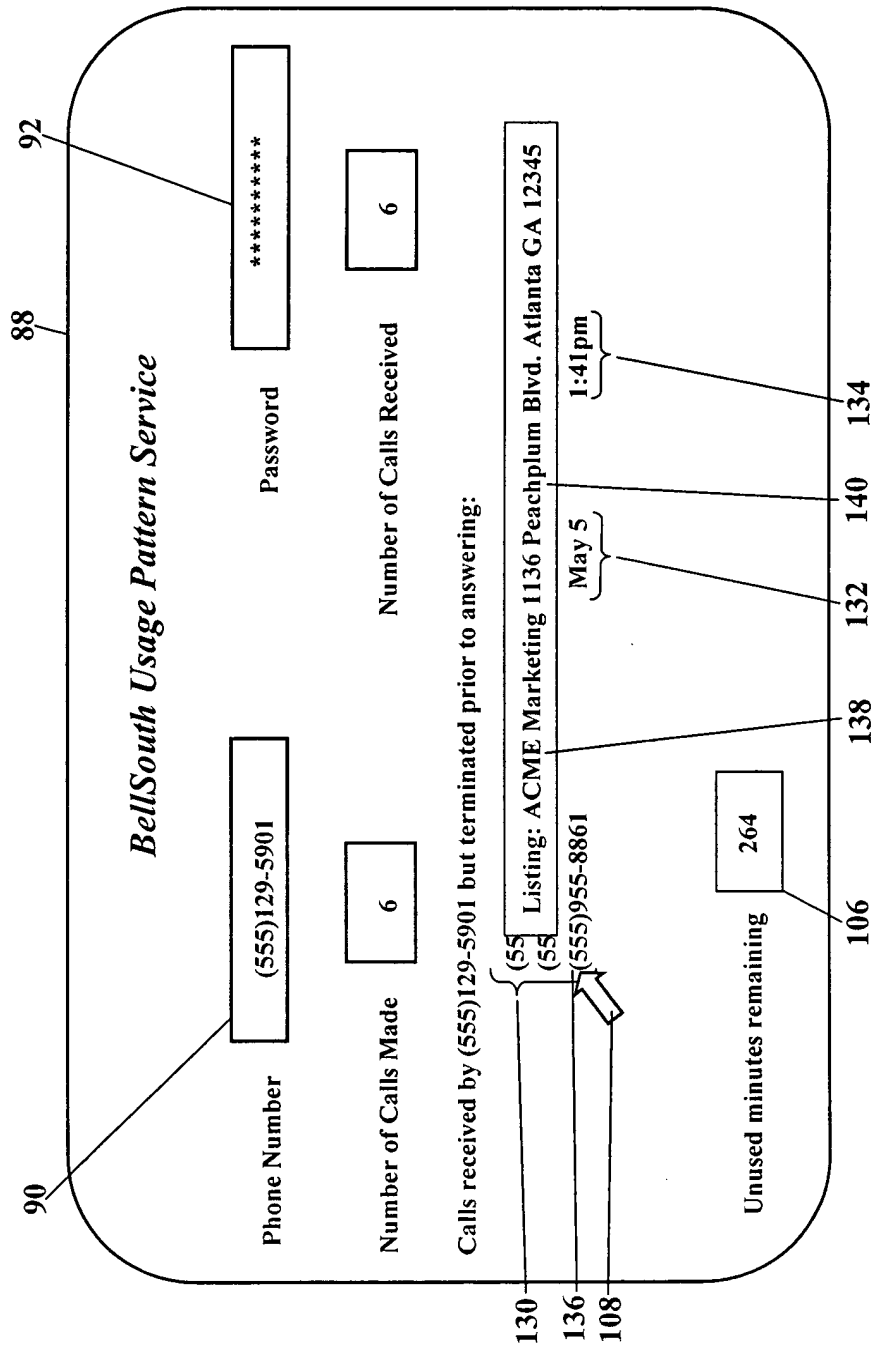 88
92
90
BellSouth Usage Pattern Service
Phone Number (555)129-5901 Password ***********
Number of Calls Made 6 Number of Calls Received 6
Calls received by (555)129-5901 but terminated prior to answering:
(55
(55
Listing: ACME Marketing 1136 Peachplum Blvd. Atlanta GA 12345
(555)955-8861 May 5 1:41pm
130
136
108
Unused minutes remaining 264
106
138
132
140
134